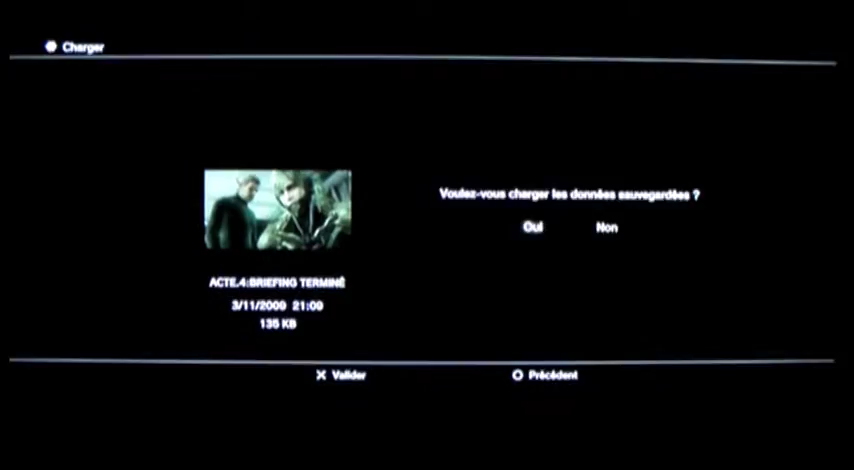 Charger
Voulez-vous charger les données sauvegardées ?
Oui Non
ACTE.4:BRIEFING TERMINÉ
3/11/2009 21:09
135 KB
Valider Précédent